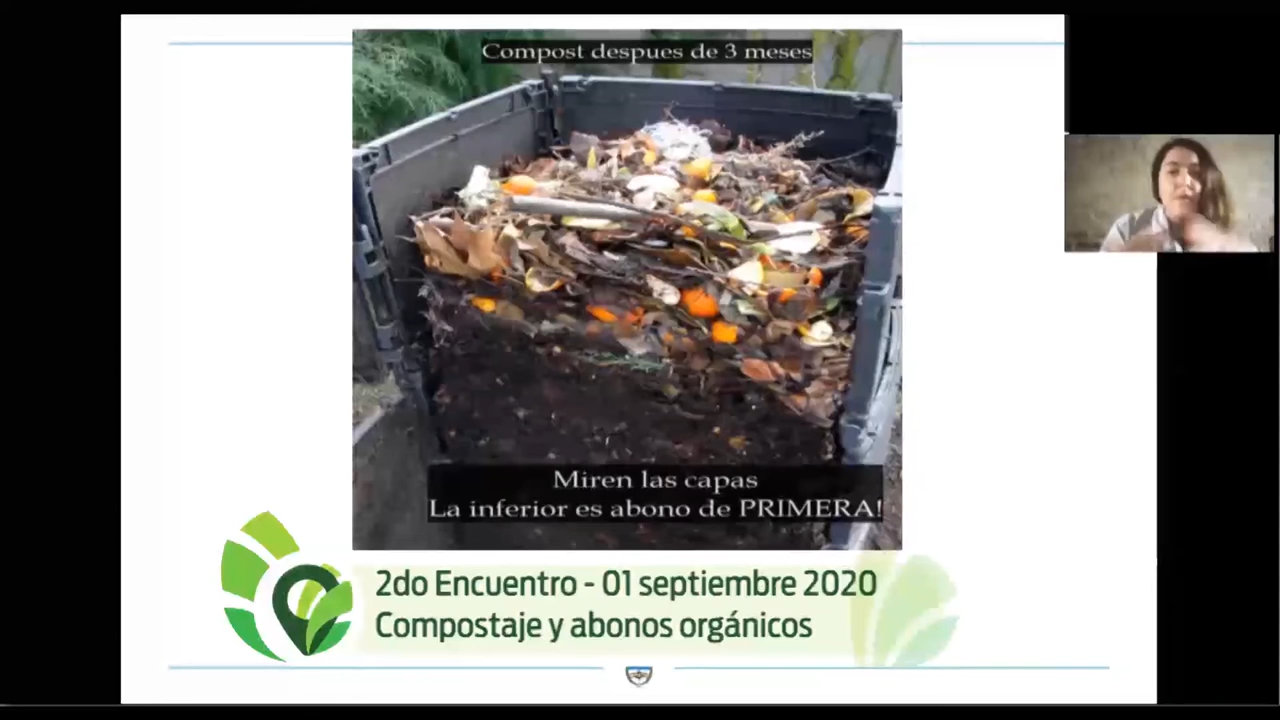 Compost despues de 3 meses
Miren las capas
La inferior es abono de PRIMERA!
2do Encuentro - 01 septiembre 2020
Compostaje y abonos orgánicos